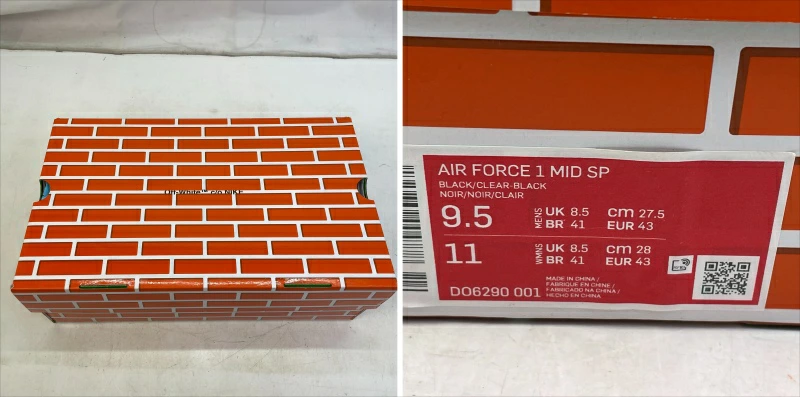 Off-White™ c/o NIKE
AIR FORCE 1 MID SP
BLACK/CLEAR-BLACK
NOIR/NOIR/CLAIR
9.5 MENS UK 8.5 cm 27.5
BR 41 EUR 43
11 WMNS UK 8.5 cm 28
BR 41 EUR 43
MADE IN CHINA /
FABRIQUE EN CHINE /
FABRICADO NA CHINA /
HECHO EN CHINA
DO6290 001